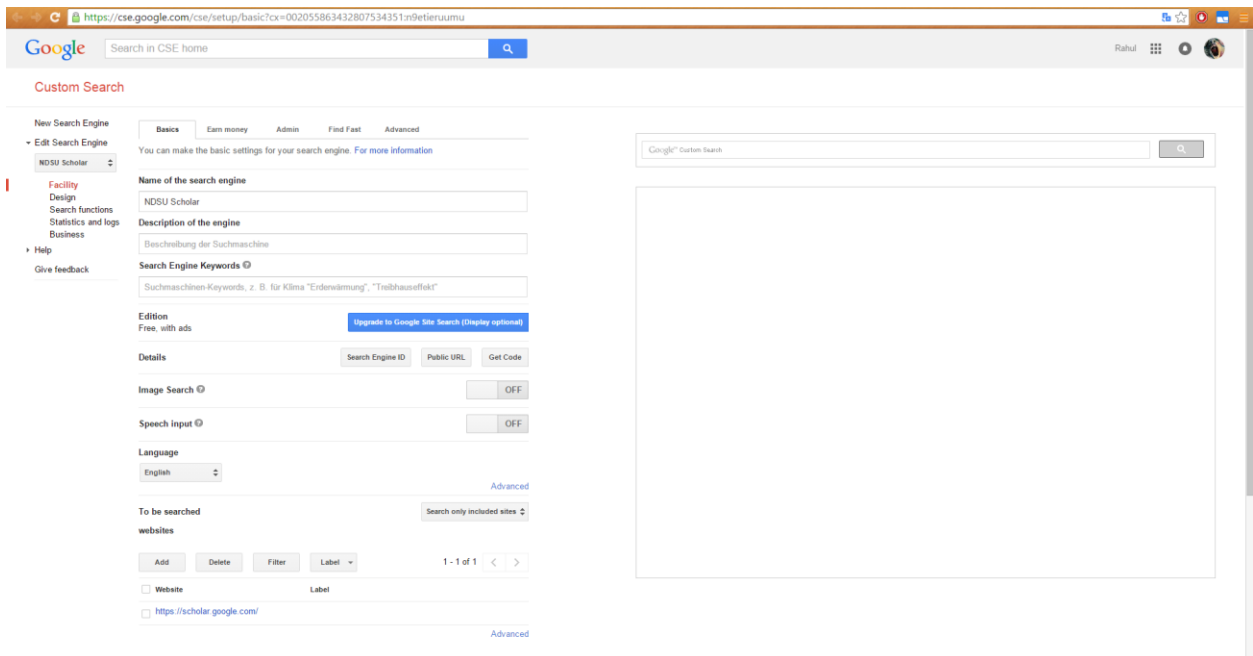 https://cse.google.com/cse/setup/basic?cx=002055863432807534351:n9etieruumu
Google
Search in CSE home
Rahul
Custom Search
New Search Engine
Edit Search Engine
NDSU Scholar
Facility
Design
Search functions
Statistics and logs
Business
Help
Give feedback
Basics Earn money Admin Find Fast Advanced
You can make the basic settings for your search engine. For more information
Name of the search engine
NDSU Scholar
Description of the engine
Beschreibung der Suchmaschine
Search Engine Keywords
Suchmaschinen-Keywords, z. B. für Klima "Erderwärmung", "Treibhauseffekt"
Edition
Free, with ads
Upgrade to Google Site Search (Display optional)
Details Search Engine ID Public URL Get Code
Image Search OFF
Speech input OFF
Language
English
Advanced
To be searched Search only included sites
websites
Add Delete Filter Label 1 - 1 of 1
Website Label
https://scholar.google.com/
Advanced
Google™ Custom Search